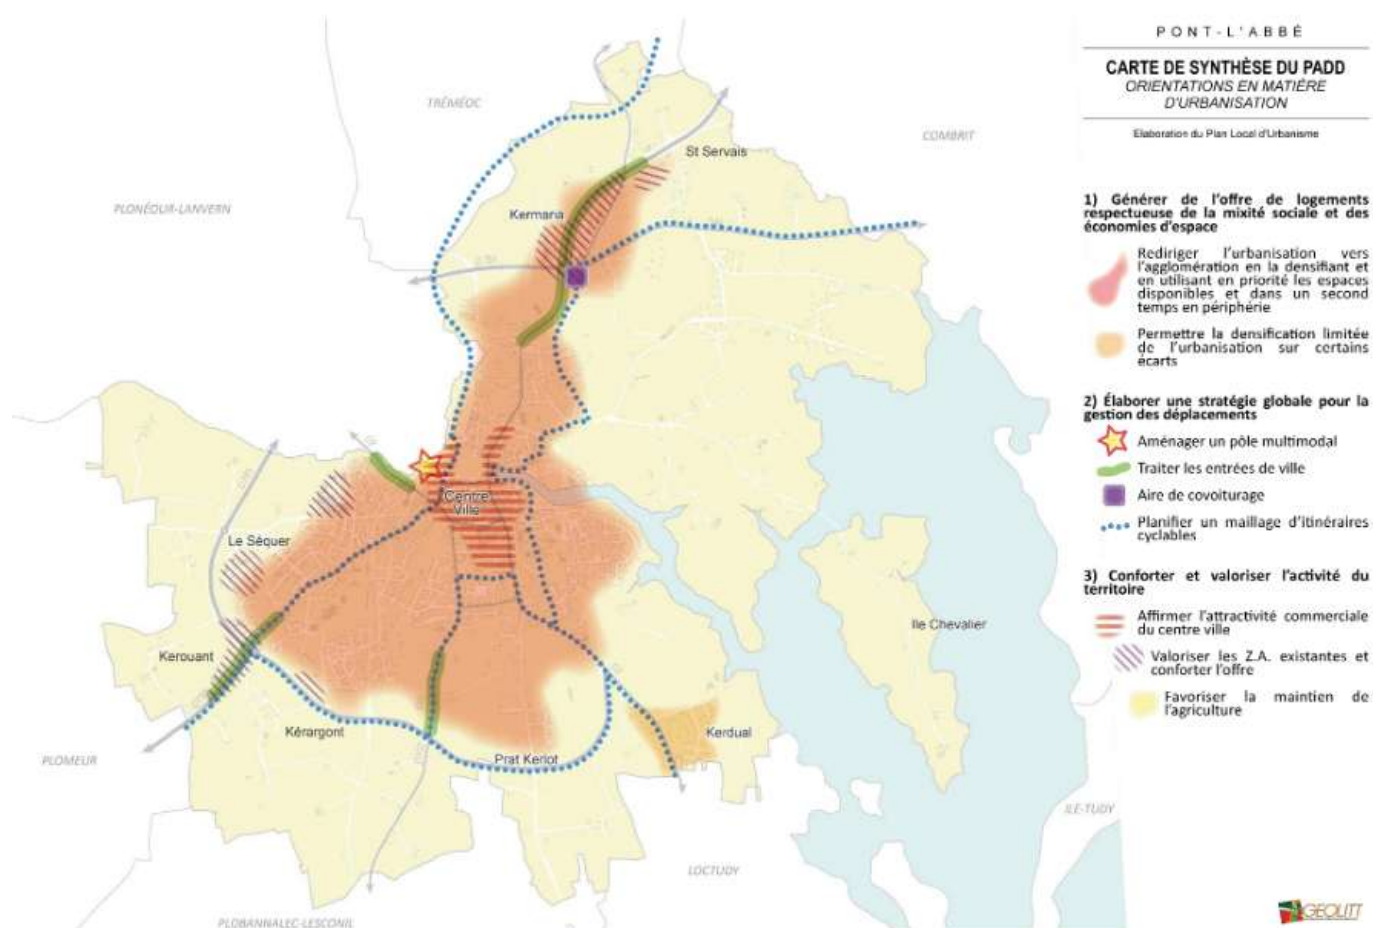 PONT-L'ABBÉ
CARTE DE SYNTHÈSE DU PADD
ORIENTATIONS EN MATIÈRE
D'URBANISATION
Elaboration du Plan Local d'Urbanisme
1) Générer de l'offre de logements
respectueuse de la mixité sociale et des
économies d'espace
Rediriger l'urbanisation vers
l'agglomération en la densifiant et
en utilisant en priorité les espaces
disponibles et dans un second
temps en périphérie
Permettre la densification limitée
de l'urbanisation sur certains
écarts
2) Élaborer une stratégie globale pour la
gestion des déplacements
Aménager un pôle multimodal
Traiter les entrées de ville
Aire de covoiturage
Planifier un maillage d'itinéraires
cyclables
3) Conforter et valoriser l'activité du
territoire
Affirmer l'attractivité commerciale
du centre ville
Valoriser les Z.A. existantes et
conforter l'offre
Favoriser la maintien de
l'agriculture
GEOLITT
TRÉMÉOC
COMBRIT
St Servais
PLONÉOUR-LANVERN
Kermaria
Centre
Ville
Le Séquer
Ile Chevalier
Kerouant
Kérargont
Kerdual
Prat Kerlot
PLOMEUR
ILE-TUDY
LOCTUDY
PLOBANNALEC-LESCONIL